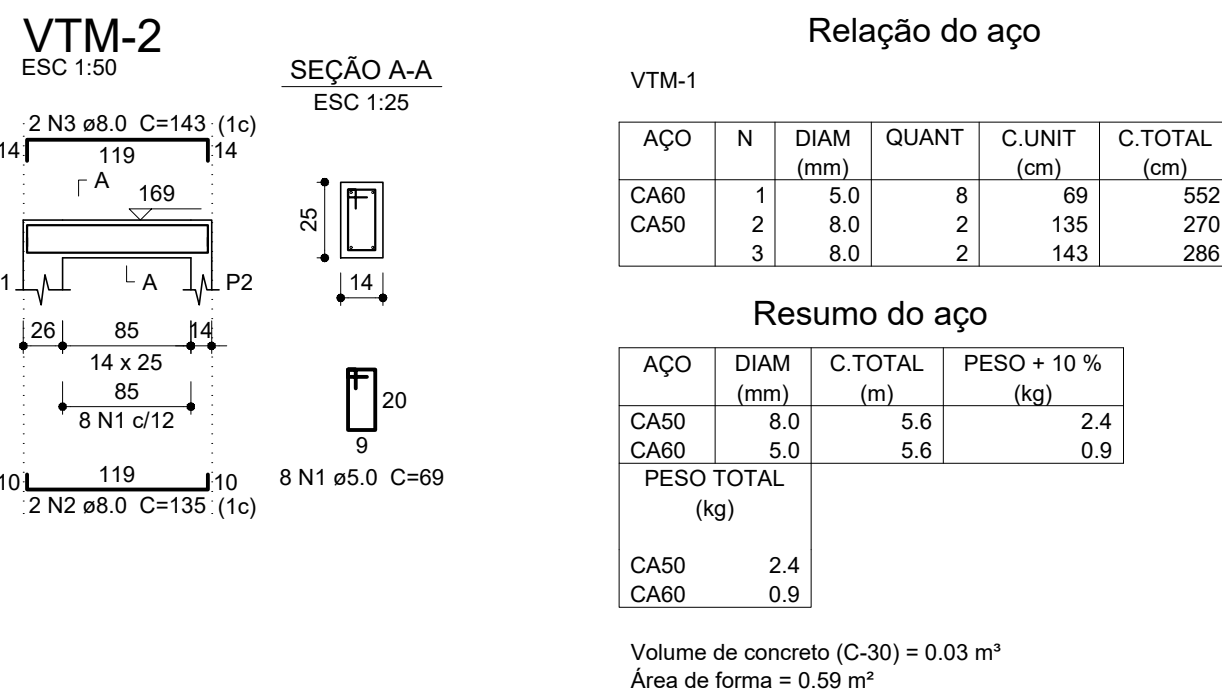 VTM-2
ESC 1:50
2 N3 ø8.0 C=143 (1c)
14 119 14
A
169
A
1 P2
26 85 14
14 x 25
85
8 N1 c/12
10 119 10
2 N2 ø8.0 C=135 (1c)
SEÇÃO A-A
ESC 1:25
25
14
20
9
8 N1 ø5.0 C=69
Relação do aço
VTM-1
AÇO N DIAM QUANT C.UNIT C.TOTAL
(mm) (cm) (cm)
CA60 1 5.0 8 69 552
CA50 2 8.0 2 135 270
3 8.0 2 143 286
Resumo do aço
AÇO DIAM C.TOTAL PESO + 10 %
(mm) (m) (kg)
CA50 8.0 5.6 2.4
CA60 5.0 5.6 0.9
PESO TOTAL
(kg)
CA50 2.4
CA60 0.9
Volume de concreto (C-30) = 0.03 m³
Área de forma = 0.59 m²